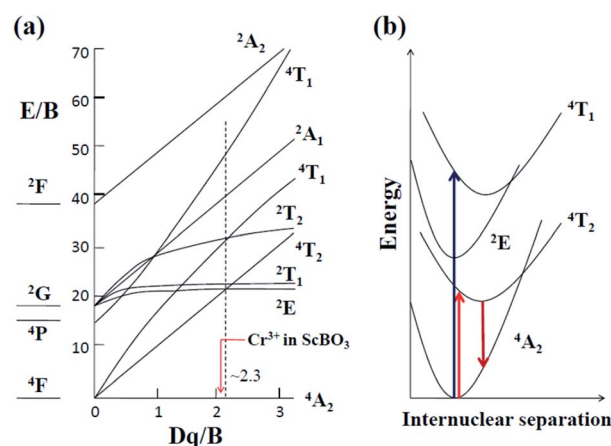 (a)
(b)
70
²A₂
⁴T₁
E/B
60
50
²A₁
⁴T₁
⁴T₁
²F
40
²T₂
²E
⁴T₂
30
⁴T₂
²G
20
²T₁
²E
⁴P
10
Cr³⁺ in ScBO₃
⁴A₂
~2.3
⁴F
⁴A₂
0 1 2 3
Dq/B
Energy
Internuclear separation